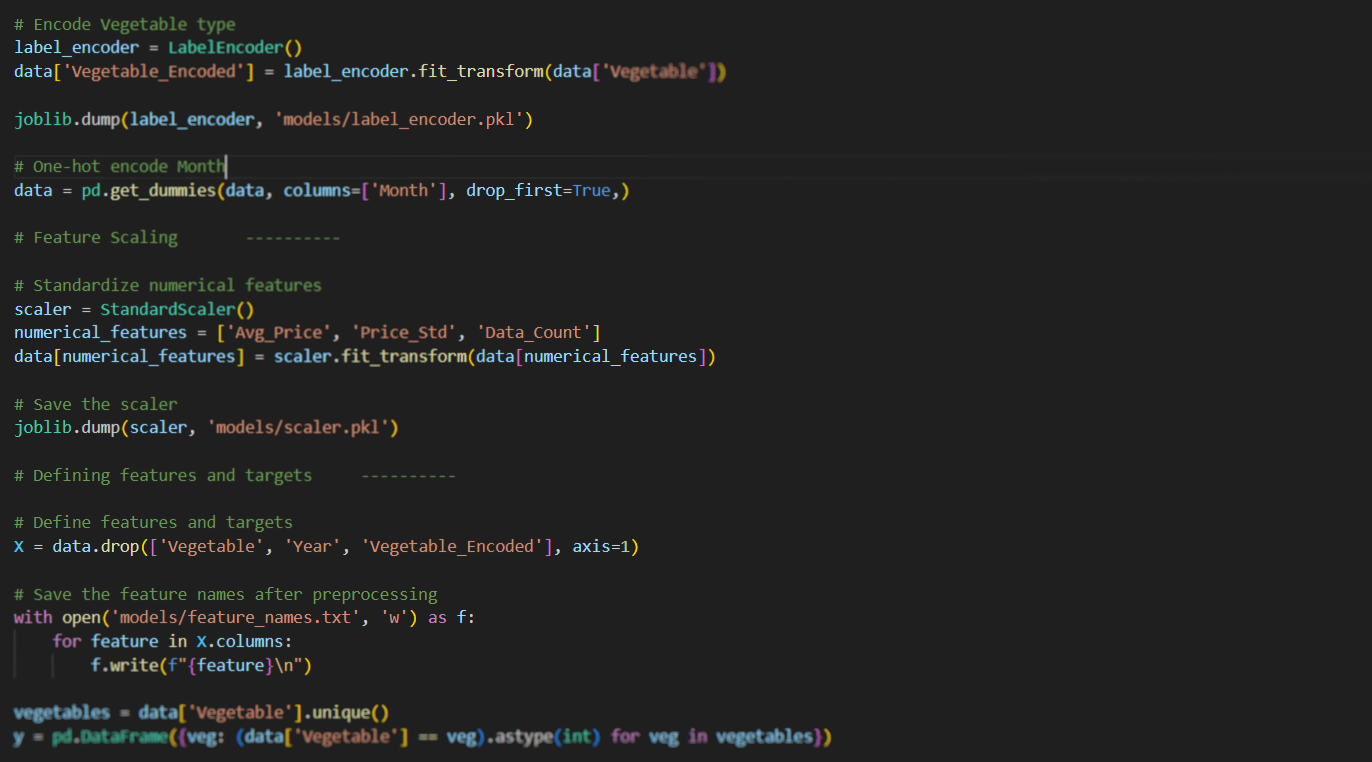 # Encode Vegetable type
label_encoder = LabelEncoder()
data['Vegetable_Encoded'] = label_encoder.fit_transform(data['Vegetable'])
joblib.dump(label_encoder, 'models/label_encoder.pkl')
# One-hot encode Month
data = pd.get_dummies(data, columns=['Month'], drop_first=True,)
# Feature Scaling       ----------
# Standardize numerical features
scaler = StandardScaler()
numerical_features = ['Avg_Price', 'Price_Std', 'Data_Count']
data[numerical_features] = scaler.fit_transform(data[numerical_features])
# Save the scaler
joblib.dump(scaler, 'models/scaler.pkl')
# Defining features and targets     ----------
# Define features and targets
X = data.drop(['Vegetable', 'Year', 'Vegetable_Encoded'], axis=1)
# Save the feature names after preprocessing
with open('models/feature_names.txt', 'w') as f:
    for feature in X.columns:
        f.write(f"{feature}\n")
vegetables = data['Vegetable'].unique()
y = pd.DataFrame({veg: (data['Vegetable'] == veg).astype(int) for veg in vegetables})